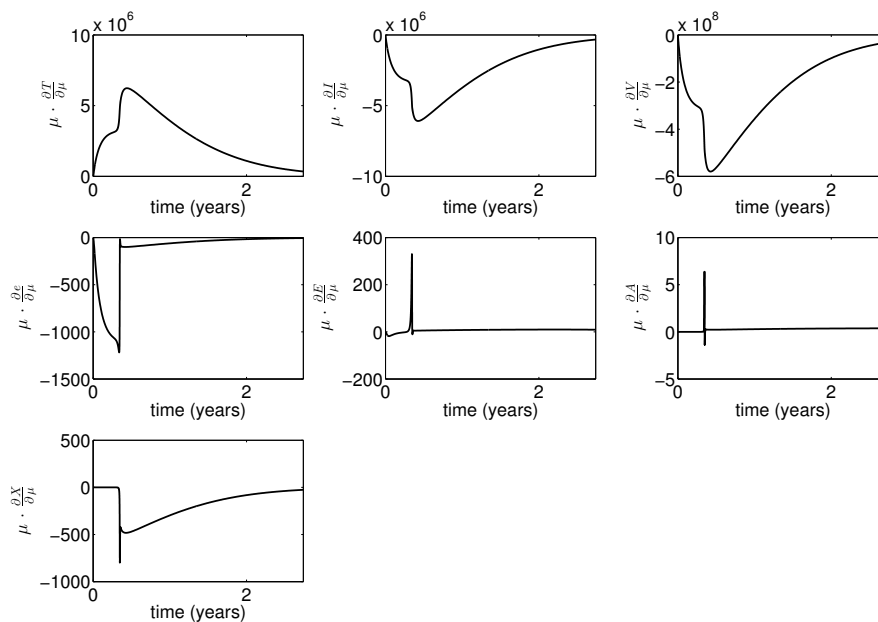 x 10^6
10
5
0
0
2
time (years)
μ · ∂T/∂μ
x 10^6
0
−5
−10
0
2
time (years)
μ · ∂I/∂μ
x 10^8
0
−2
−4
−6
0
2
time (years)
μ · ∂V/∂μ
0
−500
−1000
−1500
0
2
time (years)
μ · ∂e/∂μ
400
200
0
−200
0
2
time (years)
μ · ∂E/∂μ
10
5
0
−5
0
2
time (years)
μ · ∂A/∂μ
500
0
−500
−1000
0
2
time (years)
μ · ∂X/∂μ